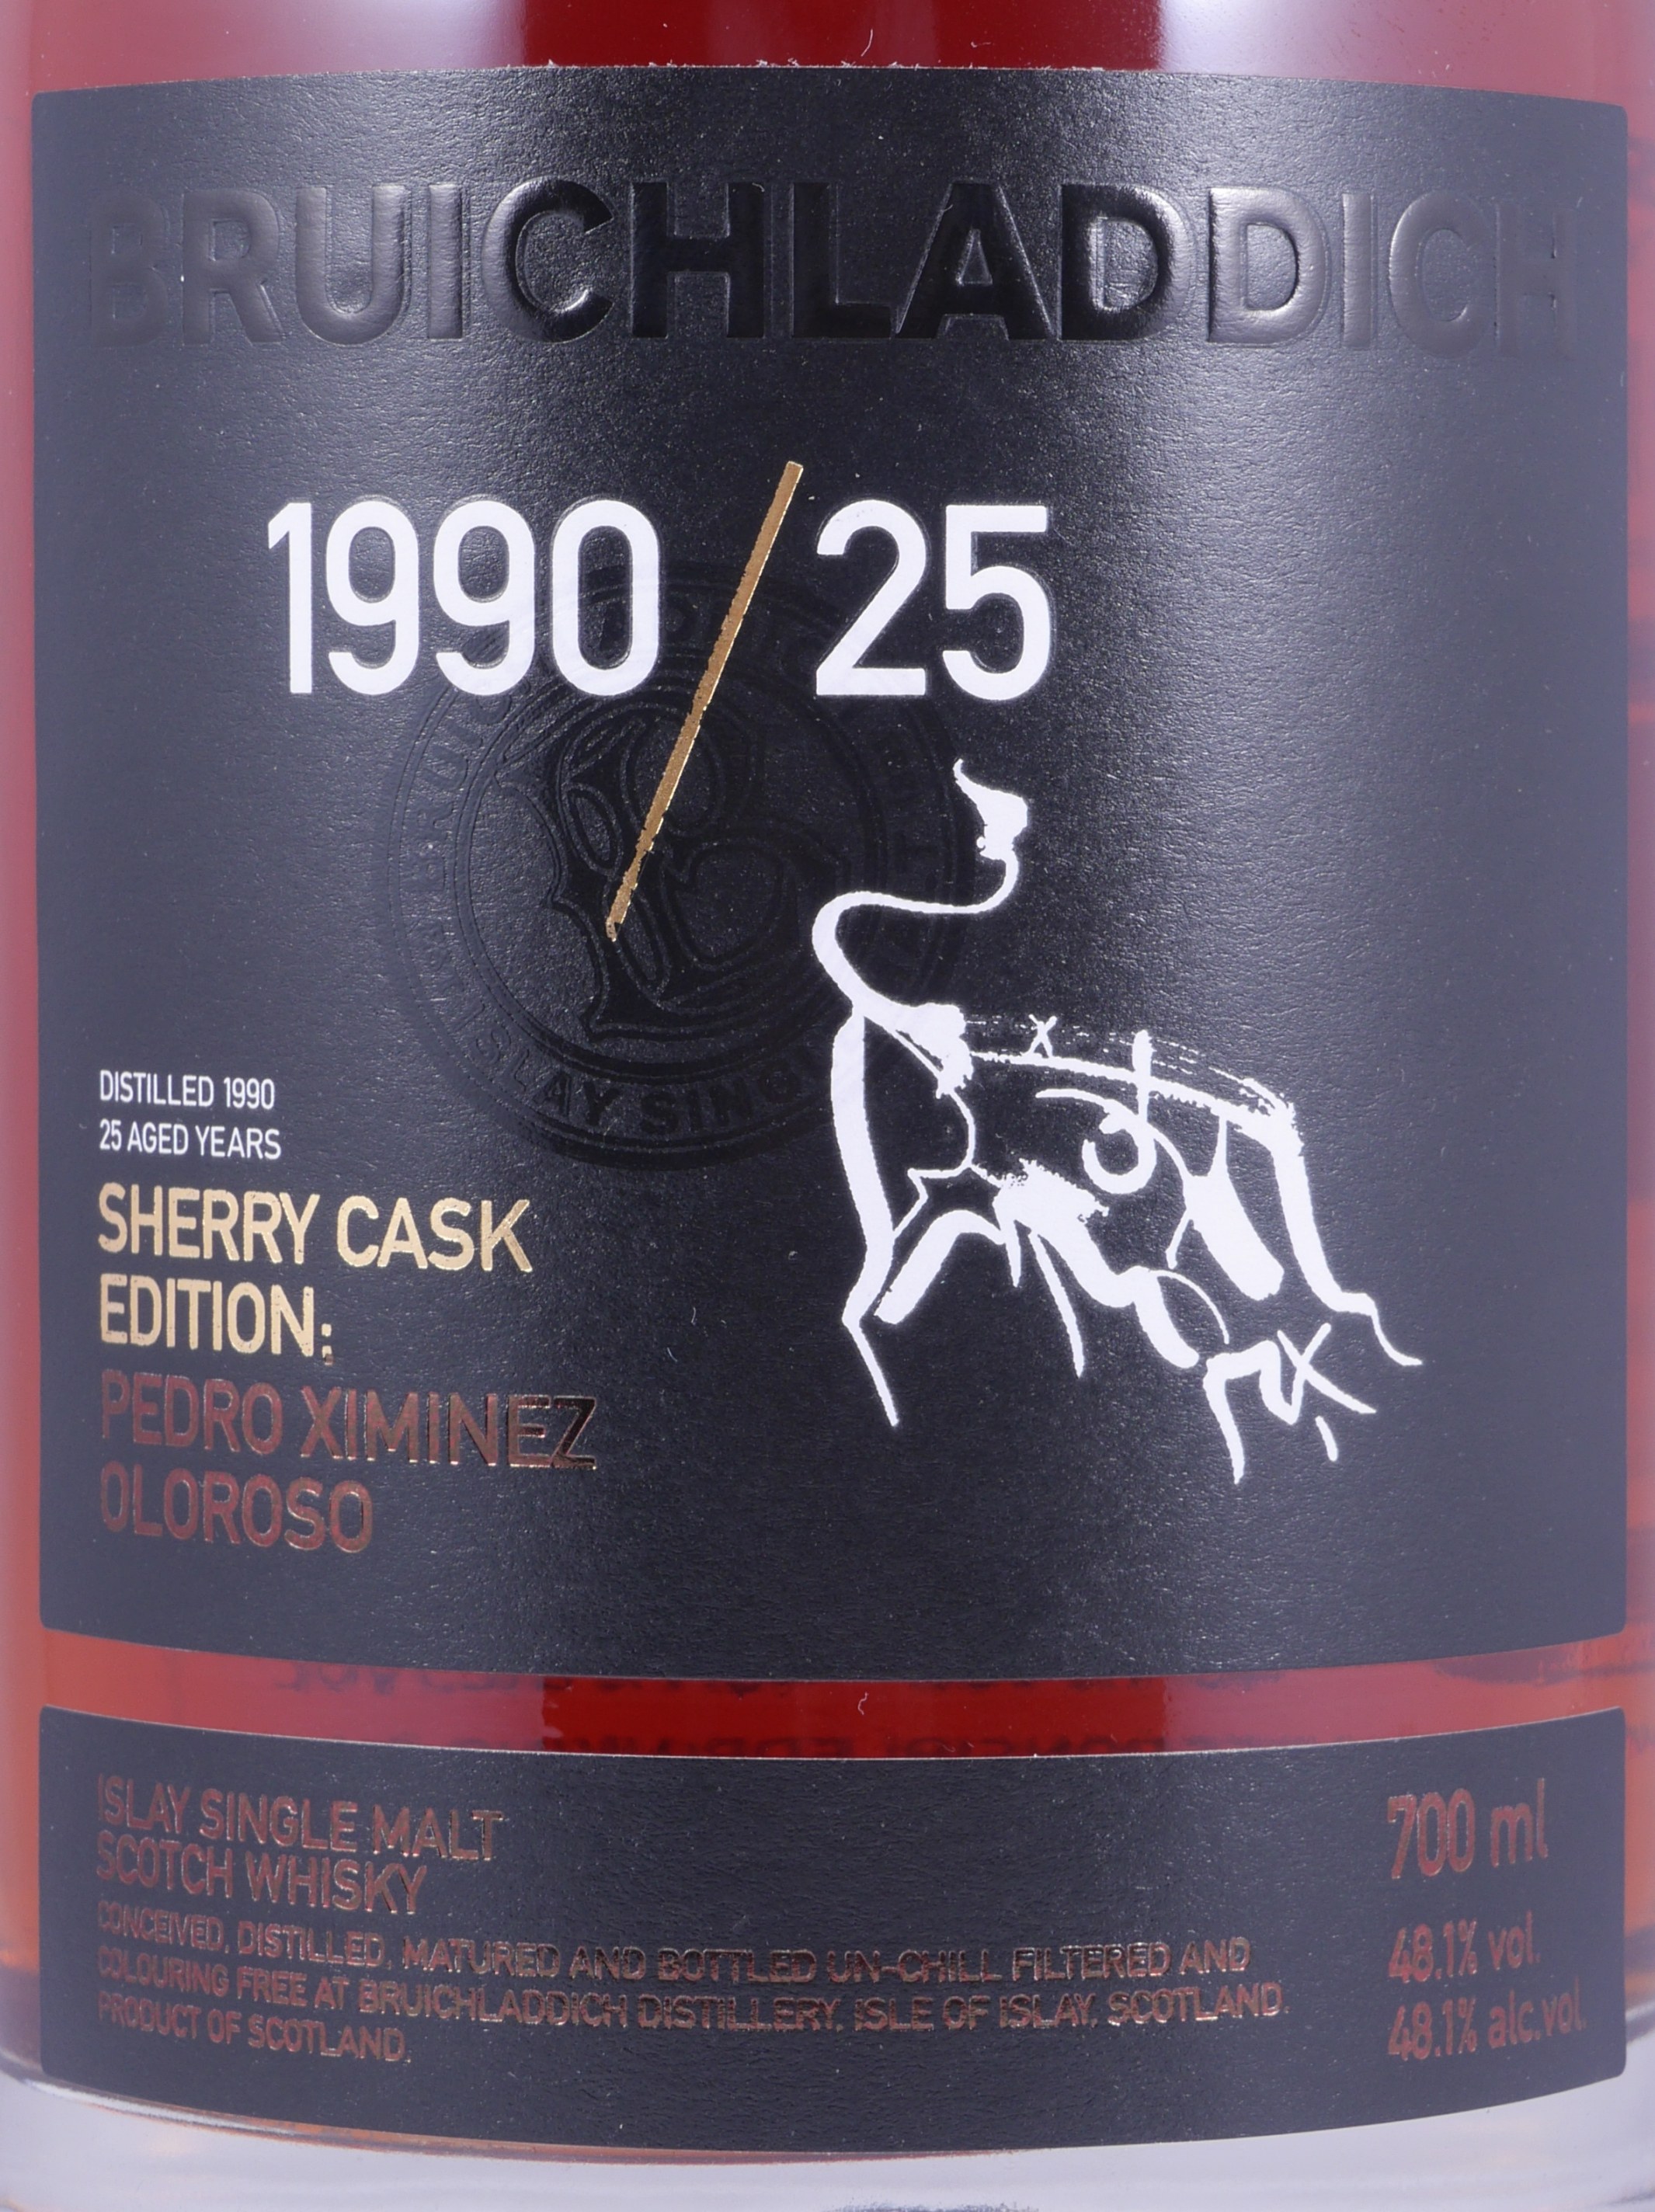 BRUICHLADDICH
1990/25
DISTILLED 1990
25 AGED YEARS
SHERRY CASK
EDITION:
PEDRO XIMINEZ
OLOROSO
ISLAY SINGLE MALT
SCOTCH WHISKY
CONCEIVED, DISTILLED, MATURED AND BOTTLED UN-CHILL FILTERED AND
COLOURING FREE AT BRUICHLADDICH DISTILLERY, ISLE OF ISLAY, SCOTLAND.
PRODUCT OF SCOTLAND.
700 ml
48.1% vol.
48.1% alc.vol.